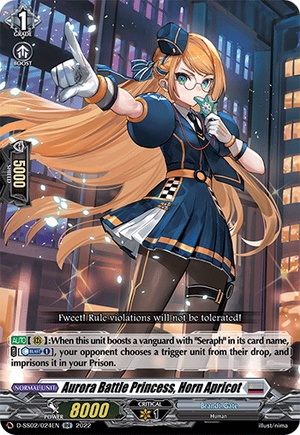 1
GRADE
BOOST
5000
SHIELD
Fweet! Rule violations will not be tolerated!
AUTO :When this unit boosts a vanguard with "Seraph" in its card name,
BLAST 1), your opponent chooses a trigger unit from their drop, and
imprisons it in your Prison.
NORMAL UNIT Aurora Battle Princess, Horn Apricot
POWER 8000 CRITICAL 1 Brandt Gate
Human
D-SS02/024EN RR 2022 illust/nima